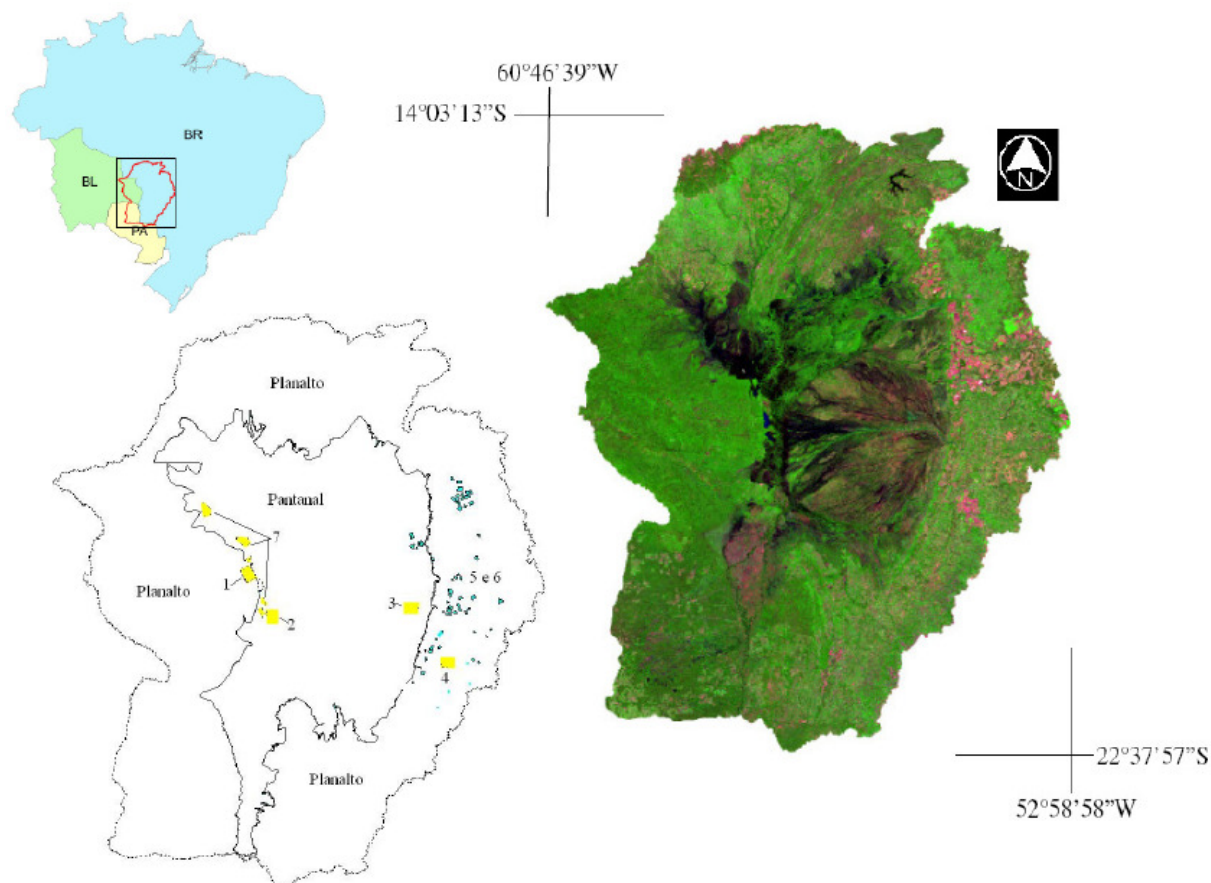 BR
BL
PA
60°46’39”W
14°03’13”S
N
Planalto
Pantanal
7
1
Planalto
2
3
5 e 6
4
Planalto
22°37’57”S
52°58’58”W